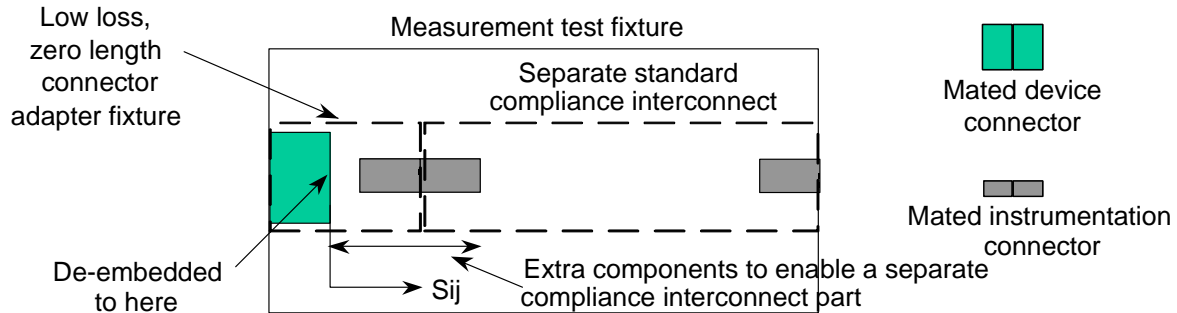 Low loss,
zero length
connector
adapter fixture
Measurement test fixture
Separate standard
compliance interconnect
Mated device
connector
Mated instrumentation
connector
De-embedded
to here
Sij
Extra components to enable a separate
compliance interconnect part